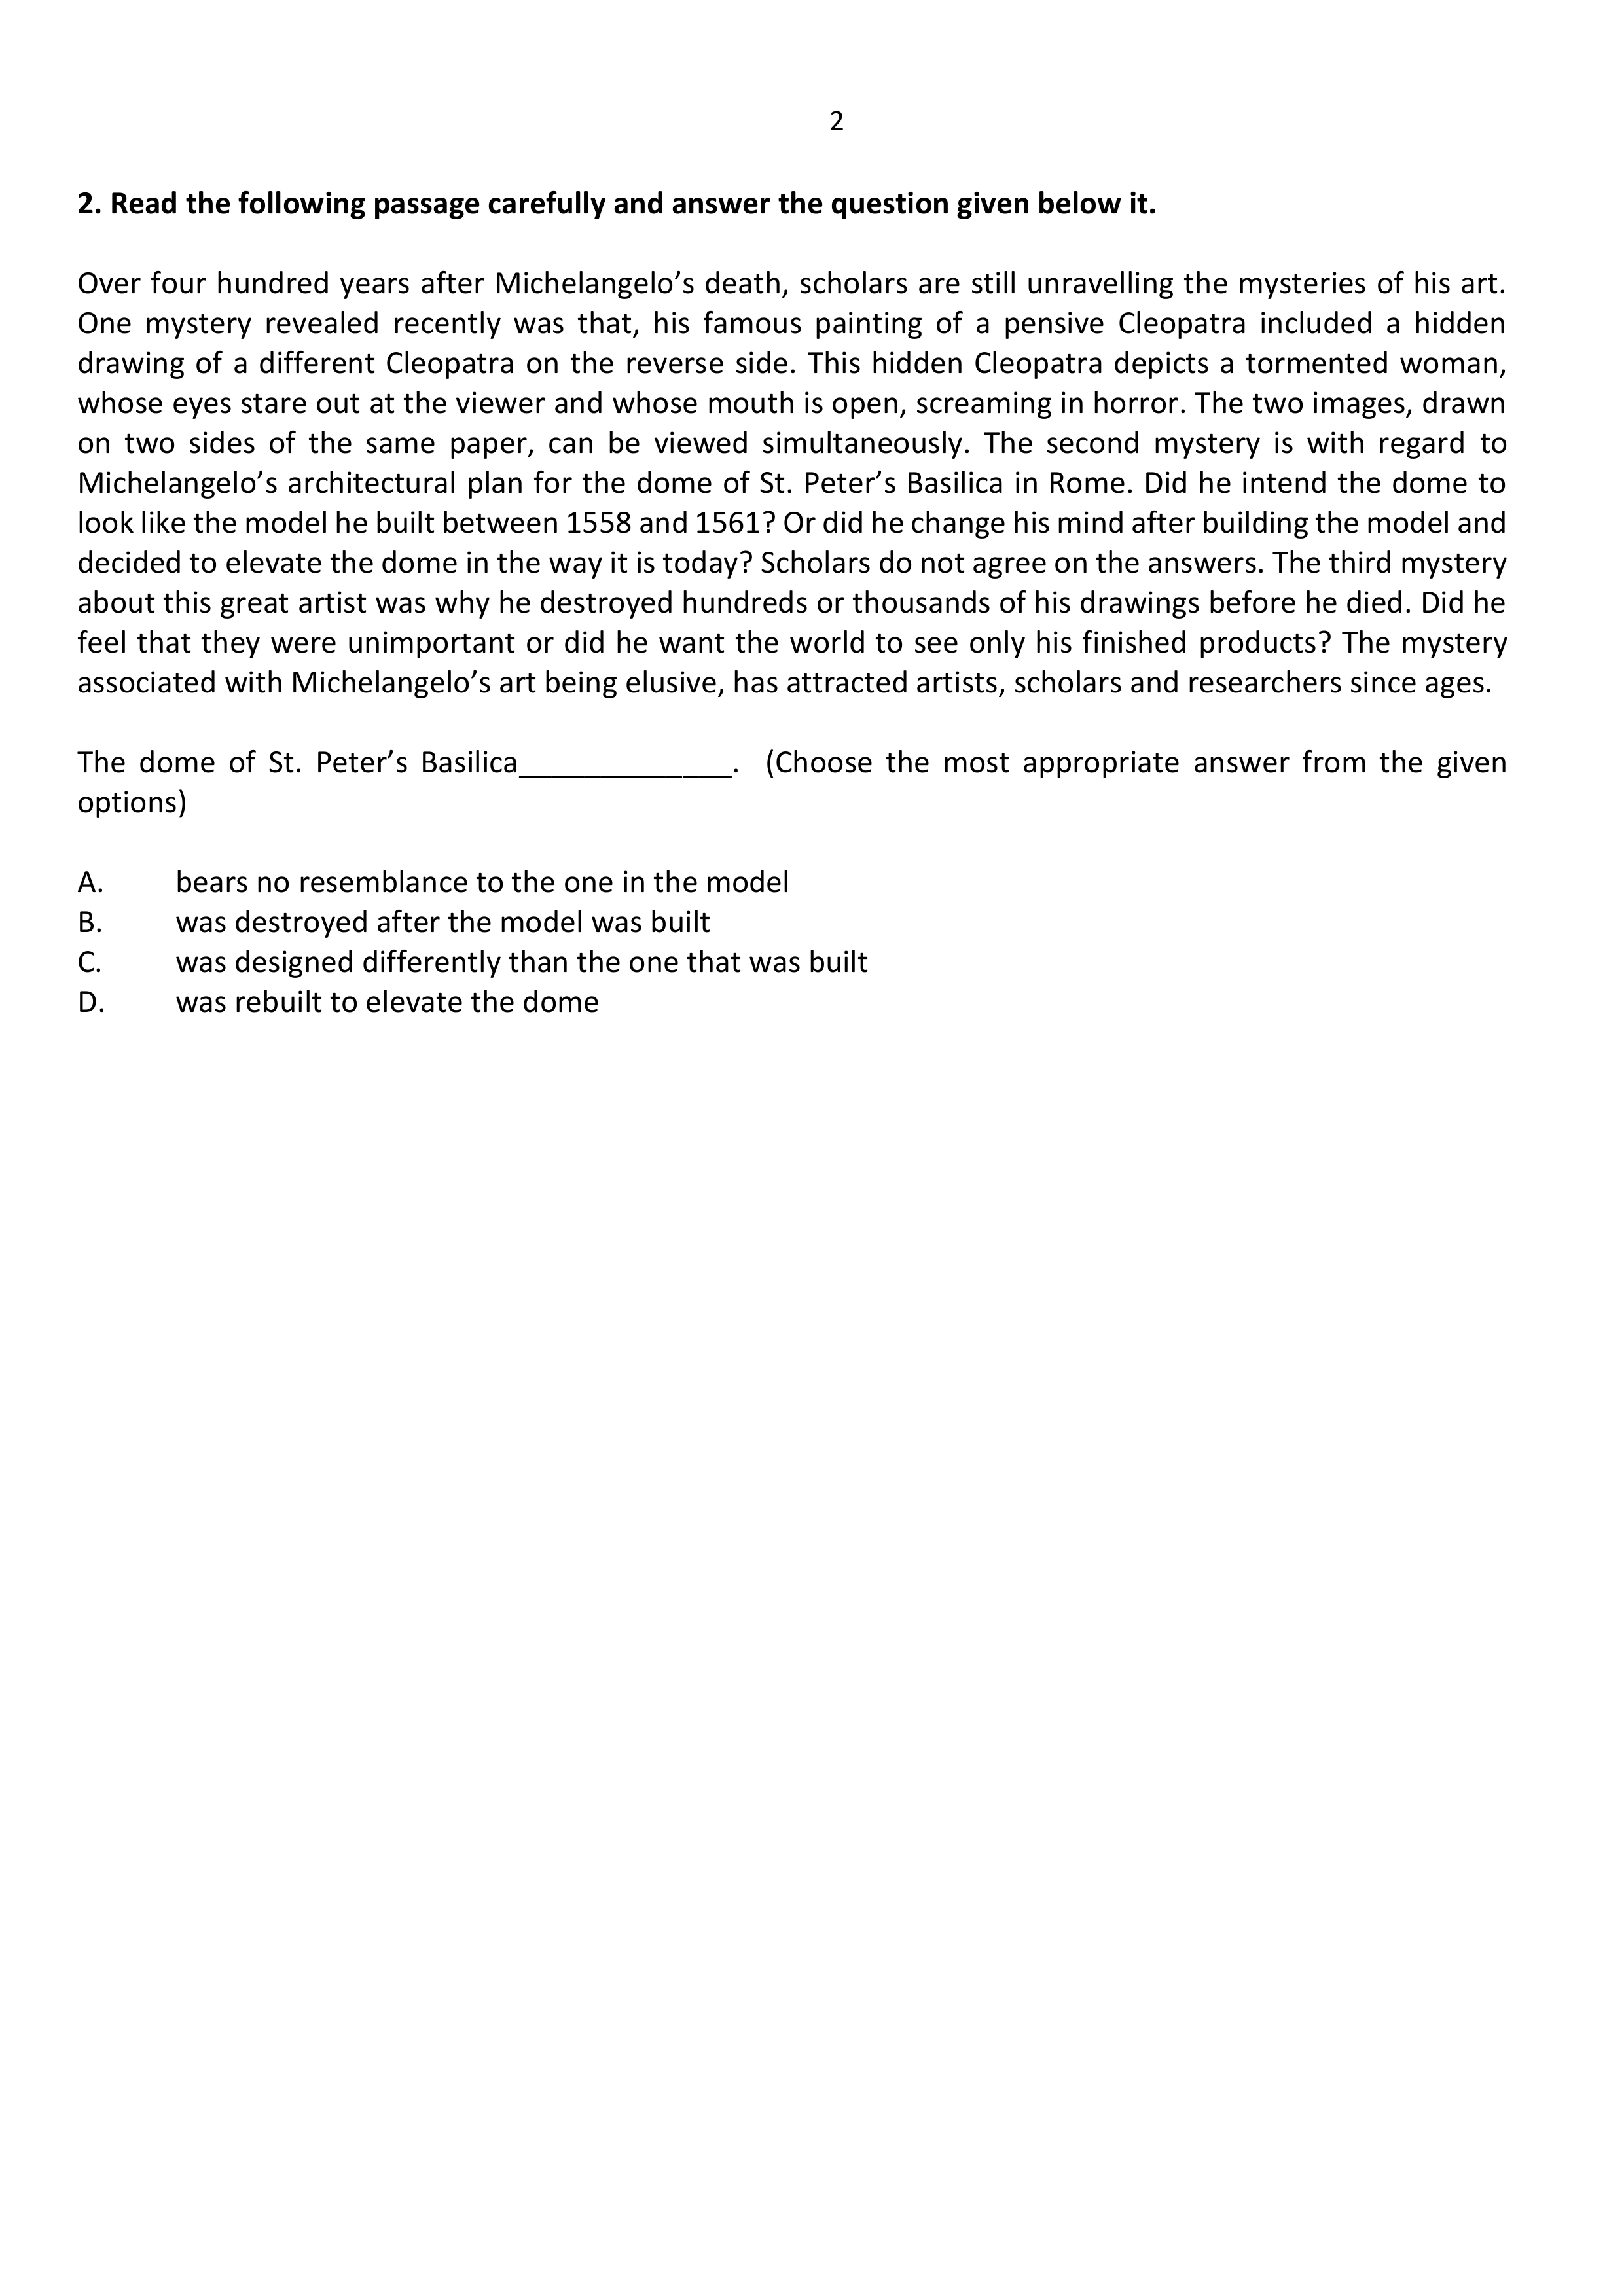 2
2. Read the following passage carefully and answer the question given below it.
Over four hundred years after Michelangelo’s death, scholars are still unravelling the mysteries of his art.
One mystery revealed recently was that, his famous painting of a pensive Cleopatra included a hidden
drawing of a different Cleopatra on the reverse side. This hidden Cleopatra depicts a tormented woman,
whose eyes stare out at the viewer and whose mouth is open, screaming in horror. The two images, drawn
on two sides of the same paper, can be viewed simultaneously. The second mystery is with regard to
Michelangelo’s architectural plan for the dome of St. Peter’s Basilica in Rome. Did he intend the dome to
look like the model he built between 1558 and 1561? Or did he change his mind after building the model and
decided to elevate the dome in the way it is today? Scholars do not agree on the answers. The third mystery
about this great artist was why he destroyed hundreds or thousands of his drawings before he died. Did he
feel that they were unimportant or did he want the world to see only his finished products? The mystery
associated with Michelangelo’s art being elusive, has attracted artists, scholars and researchers since ages.
The dome of St. Peter’s Basilica_____________. (Choose the most appropriate answer from the given
options)
A. bears no resemblance to the one in the model
B. was destroyed after the model was built
C. was designed differently than the one that was built
D. was rebuilt to elevate the dome